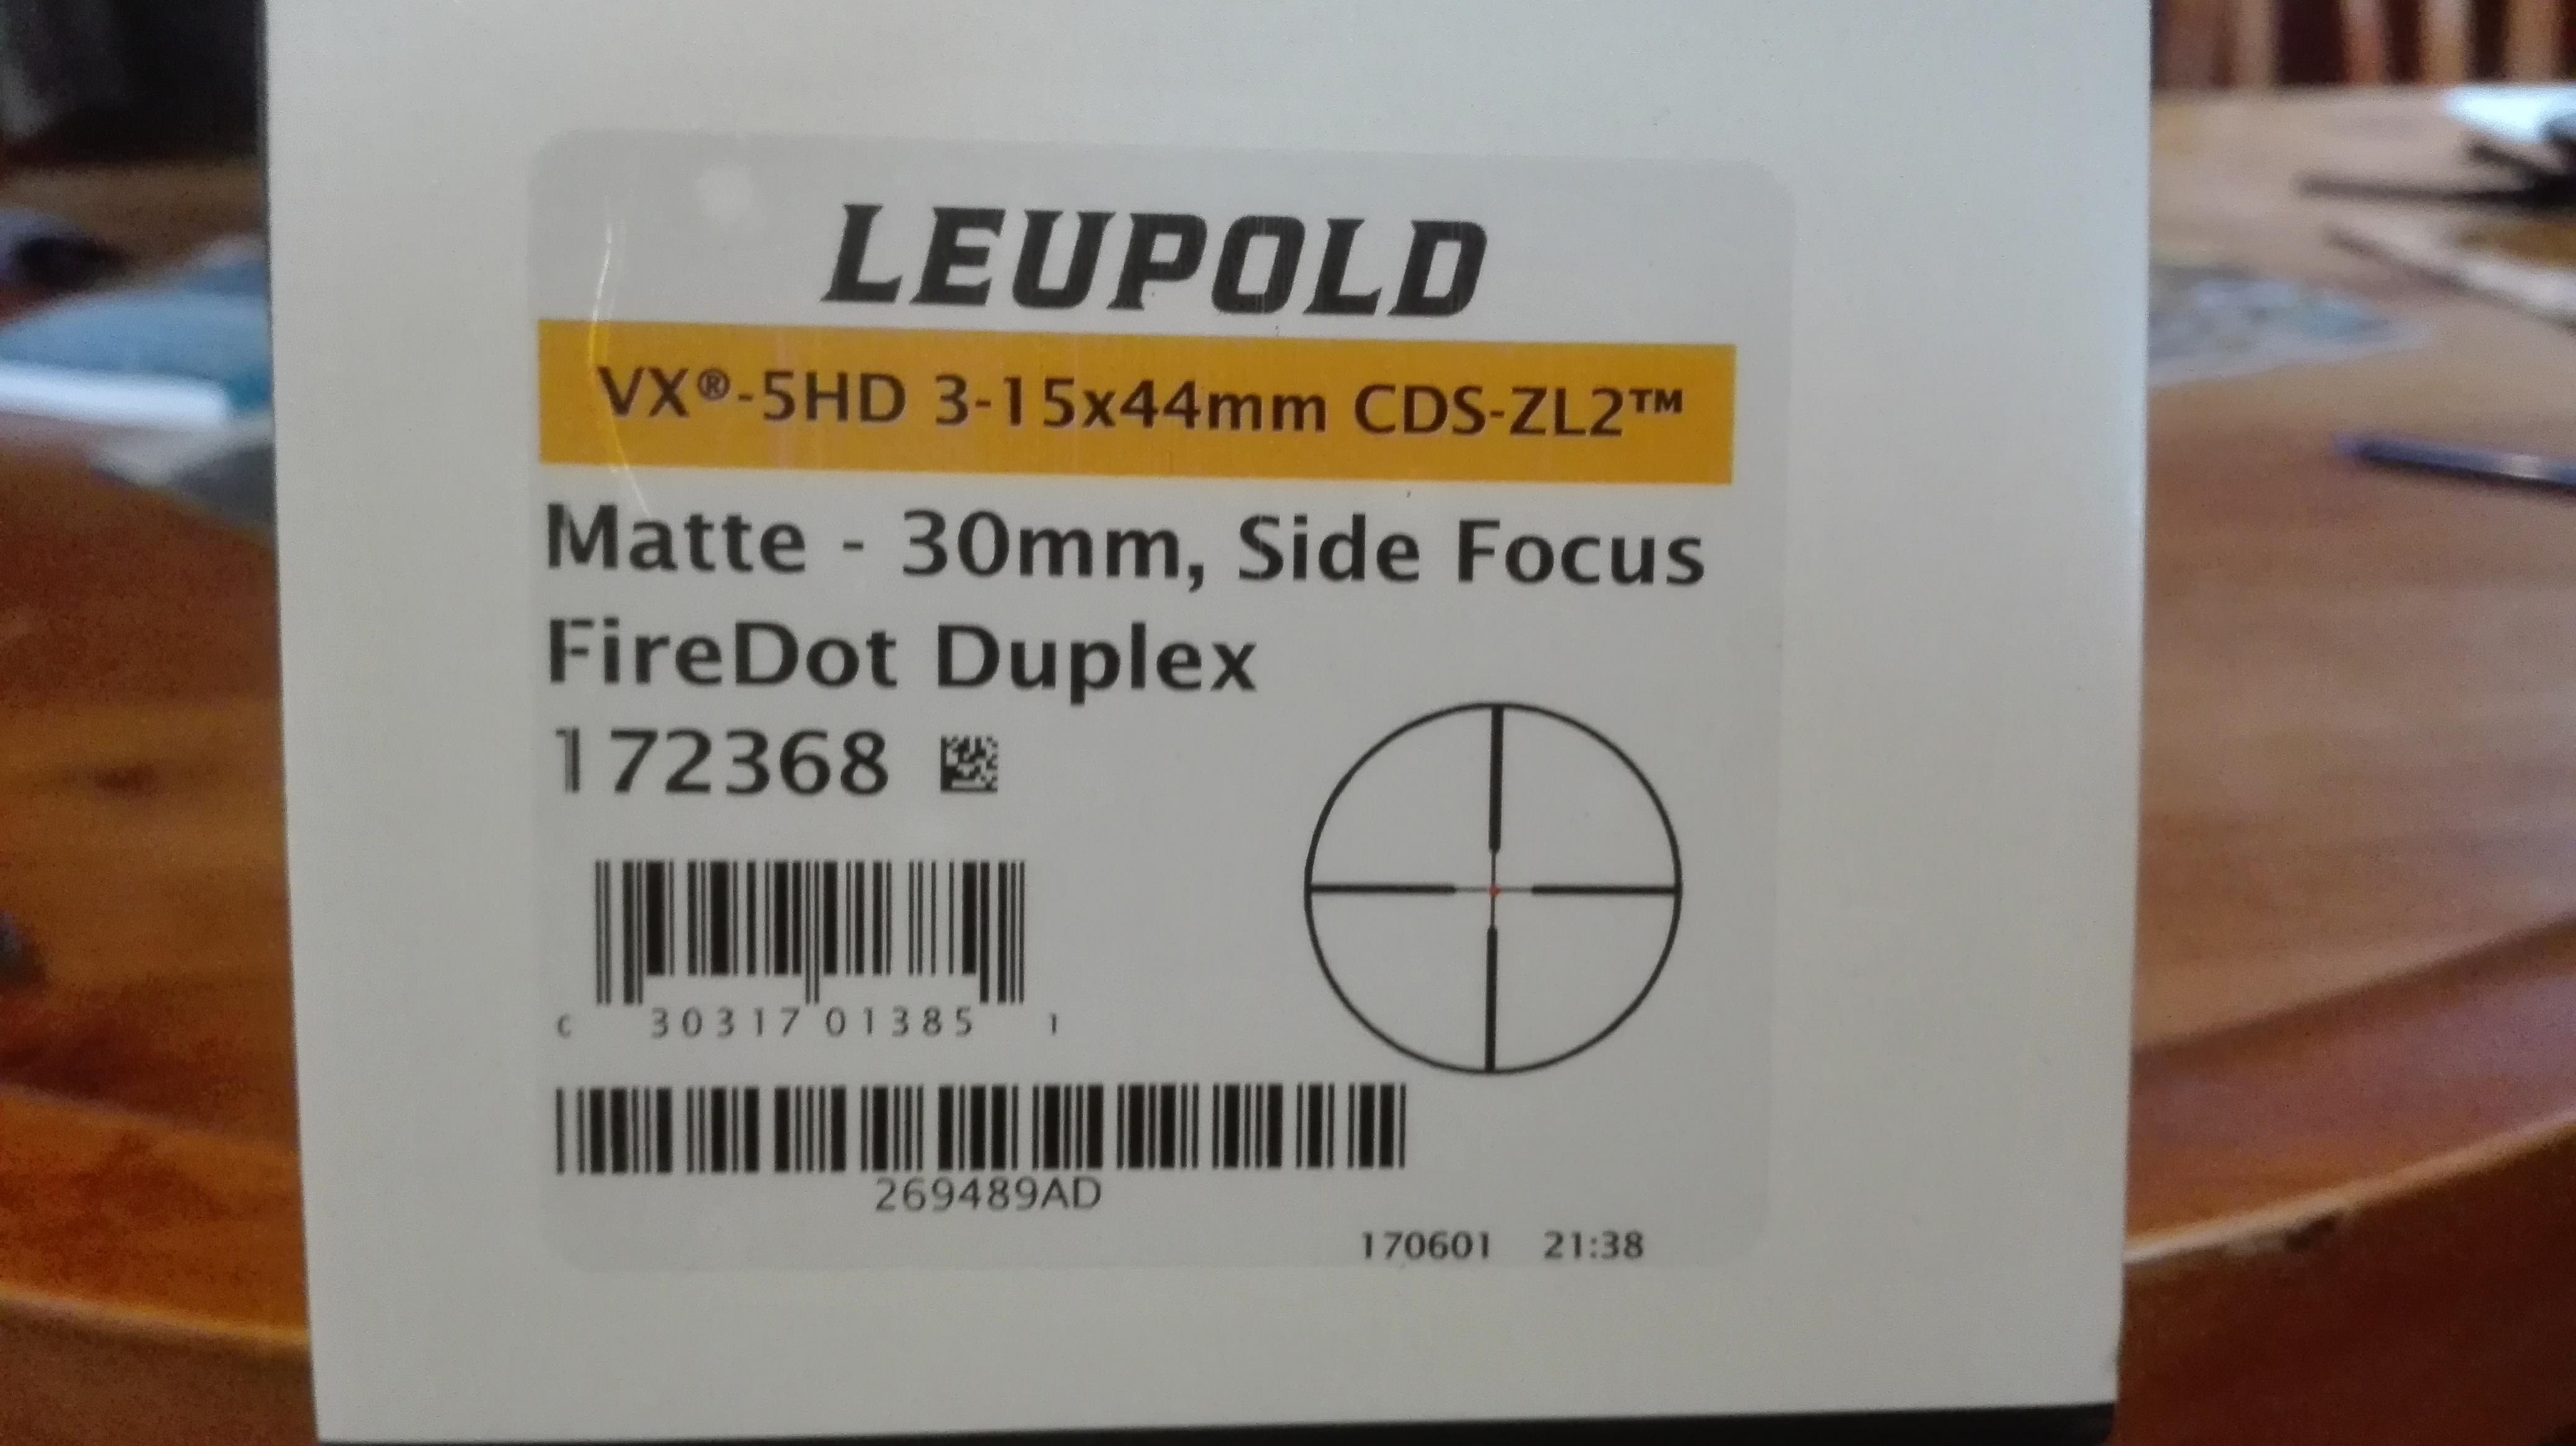 LEUPOLD
VX®-5HD 3-15x44mm CDS-ZL2™
Matte - 30mm, Side Focus
FireDot Duplex
172368
30317 01385 1
269489AD
170601 21:38